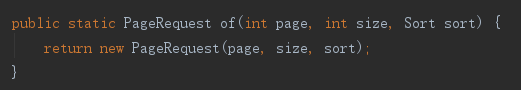 public static PageRequest of(int page, int size, Sort sort) {
    return new PageRequest(page, size, sort);
}